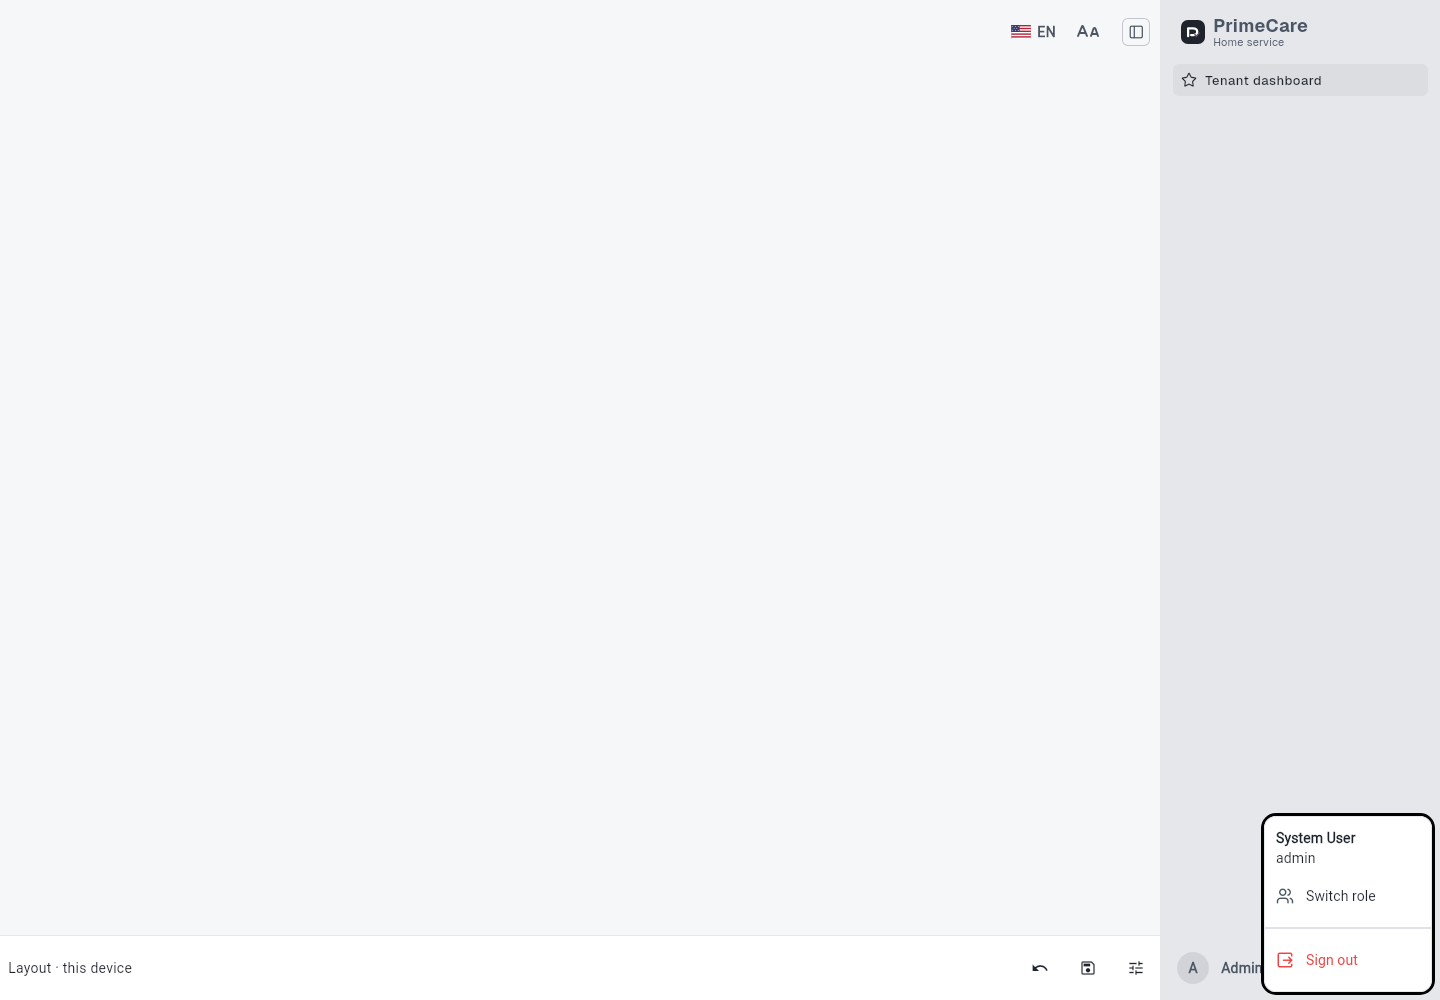 EN
AA
PrimeCare
Home service
Tenant dashboard
System User
admin
Switch role
Sign out
Layout · this device
A
Admin